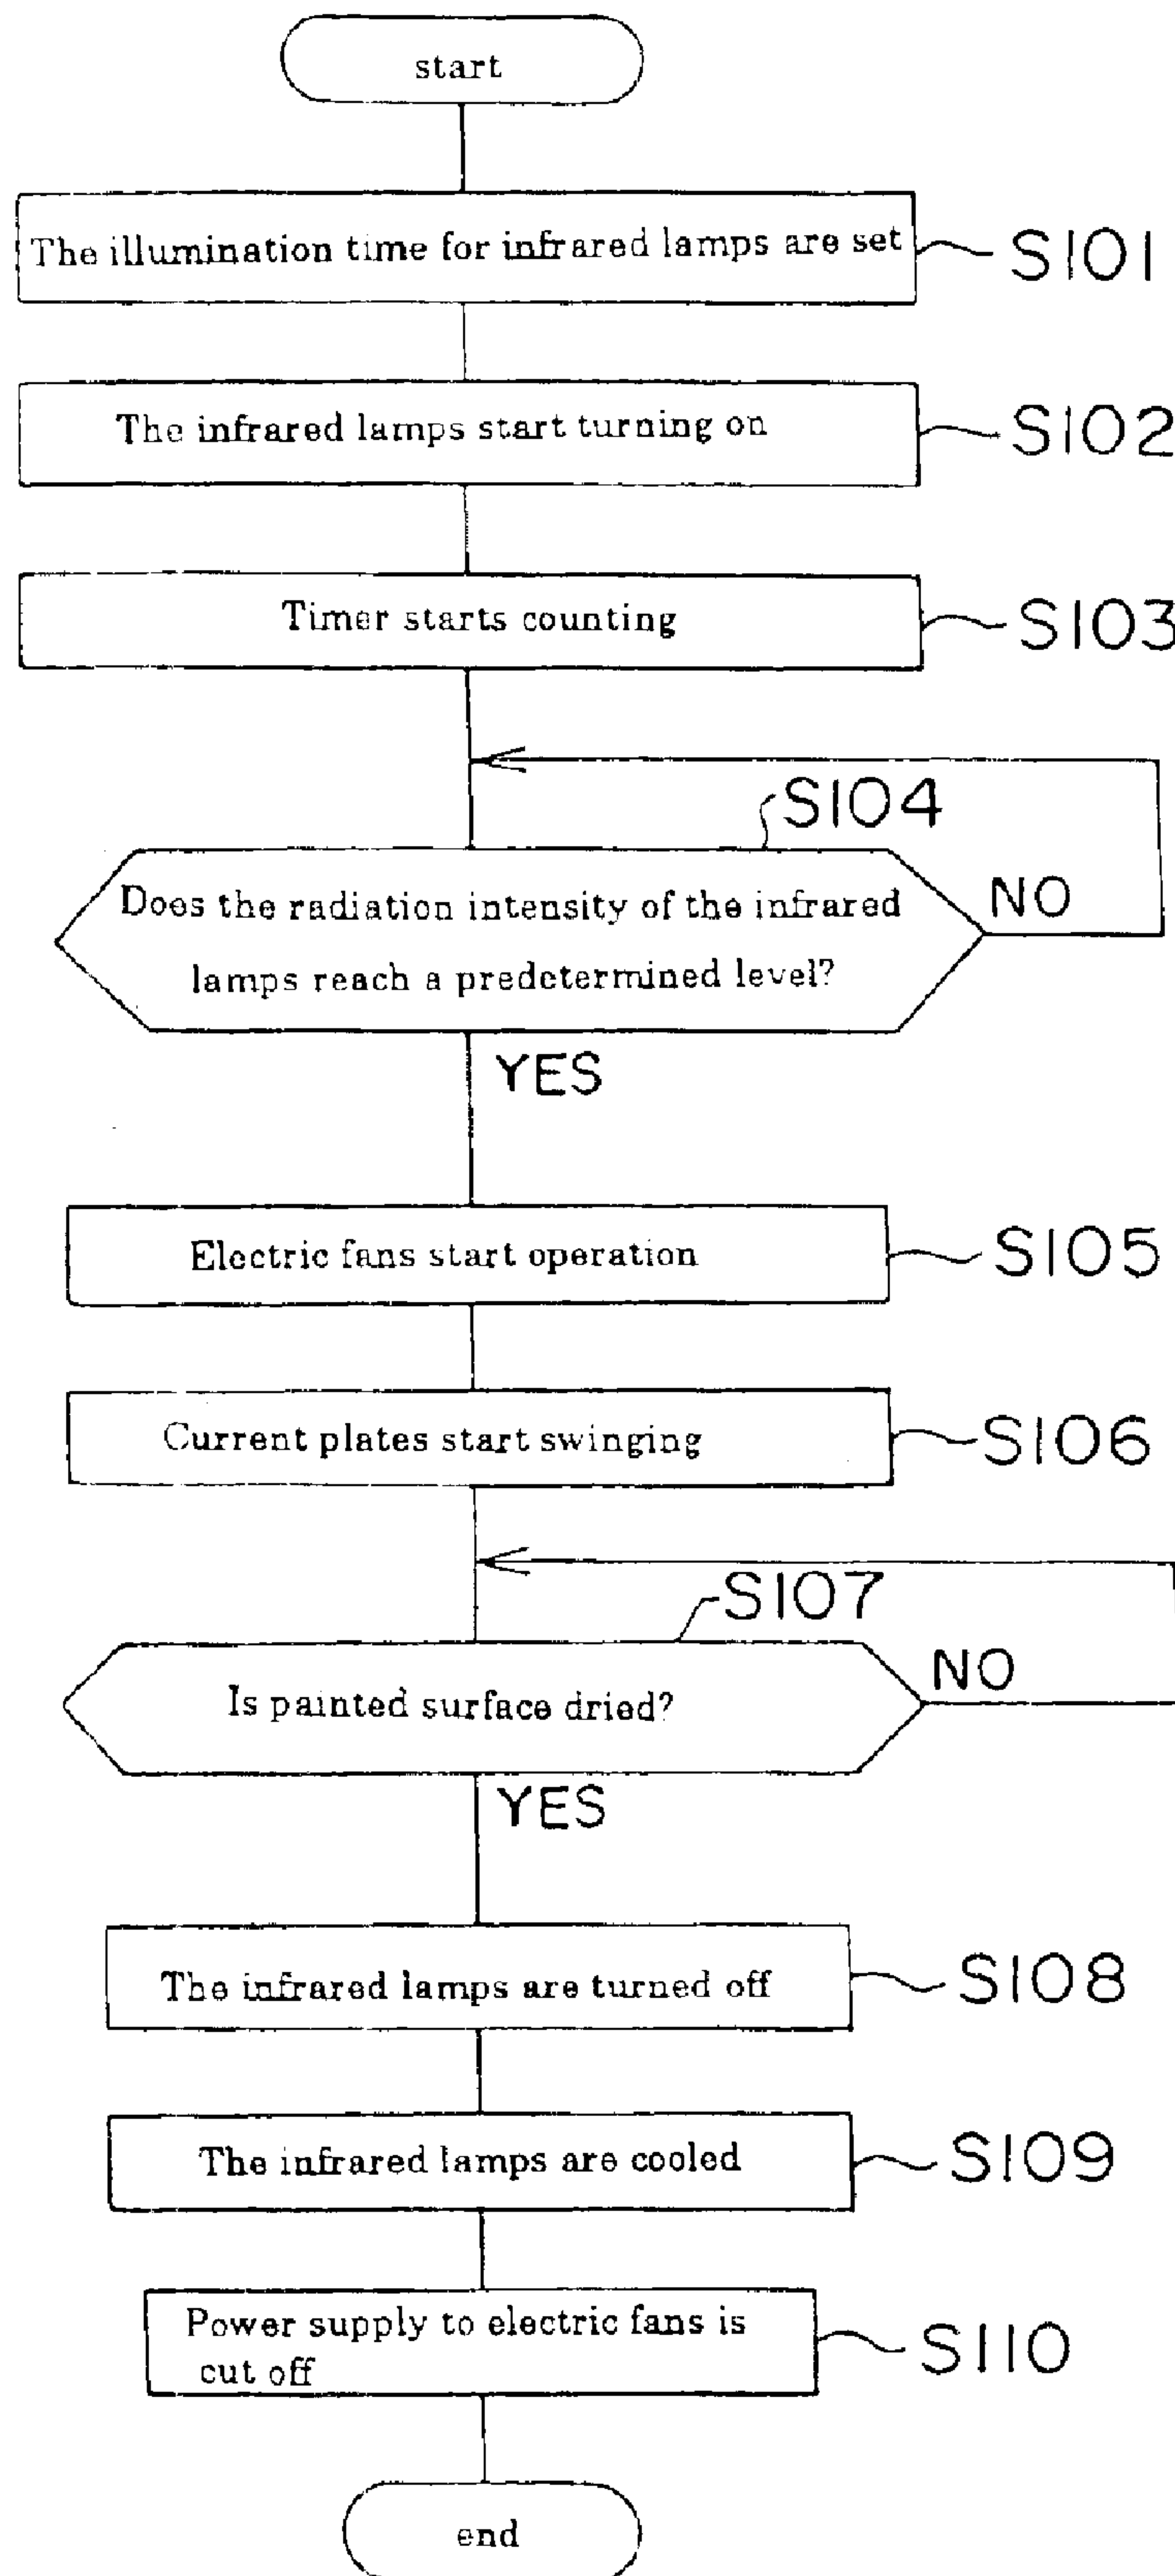 start
The illumination time for infrared lamps are set
S101
The infrared lamps start turning on
S102
Timer starts counting
S103
S104
Does the radiation intensity of the infrared
lamps reach a predetermined level?
NO
YES
Electric fans start operation
S105
Current plates start swinging
S106
S107
Is painted surface dried?
NO
YES
The infrared lamps are turned off
S108
The infrared lamps are cooled
S109
Power supply to electric fans is
cut off
S110
end